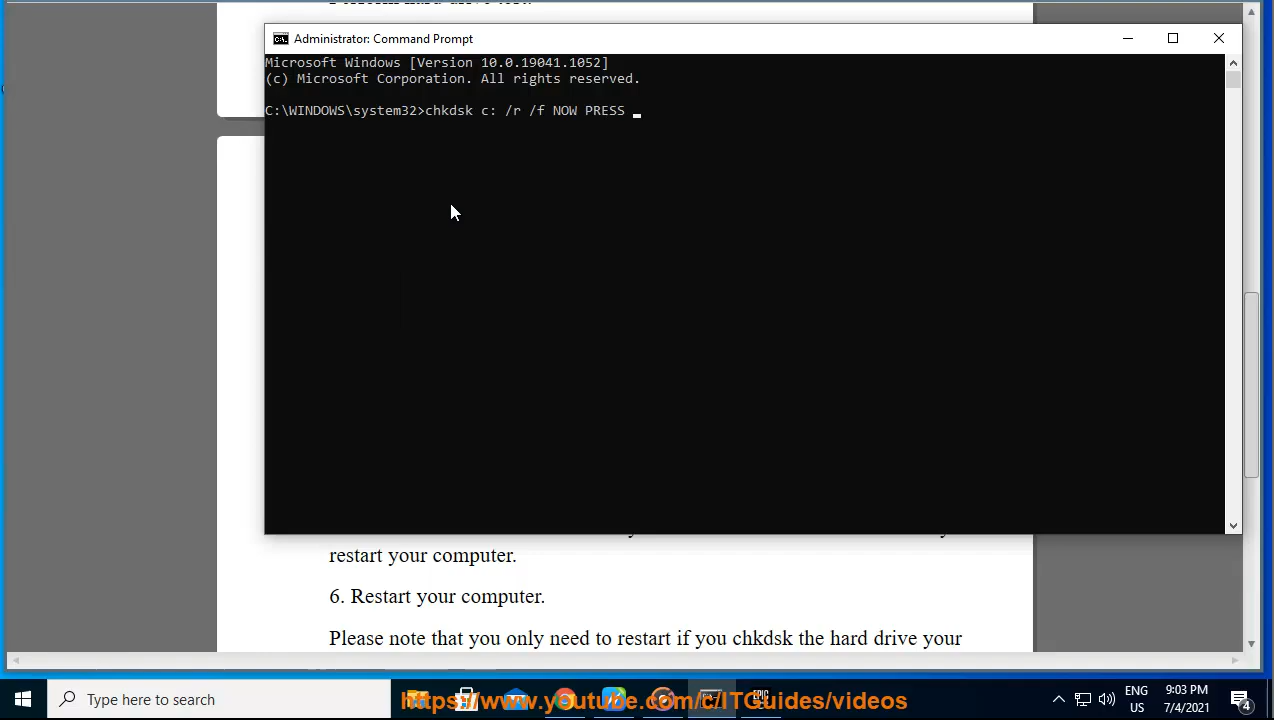 Administrator: Command Prompt
Microsoft Windows [Version 10.0.19041.1052]
(c) Microsoft Corporation. All rights reserved.
C:\WINDOWS\system32>chkdsk c: /r /f NOW PRESS
restart your computer.
6. Restart your computer.
Please note that you only need to restart if you chkdsk the hard drive your
Type here to search
https://www.youtube.com/c/ITGuides/videos
ENG
US
9:03 PM
7/4/2021
4